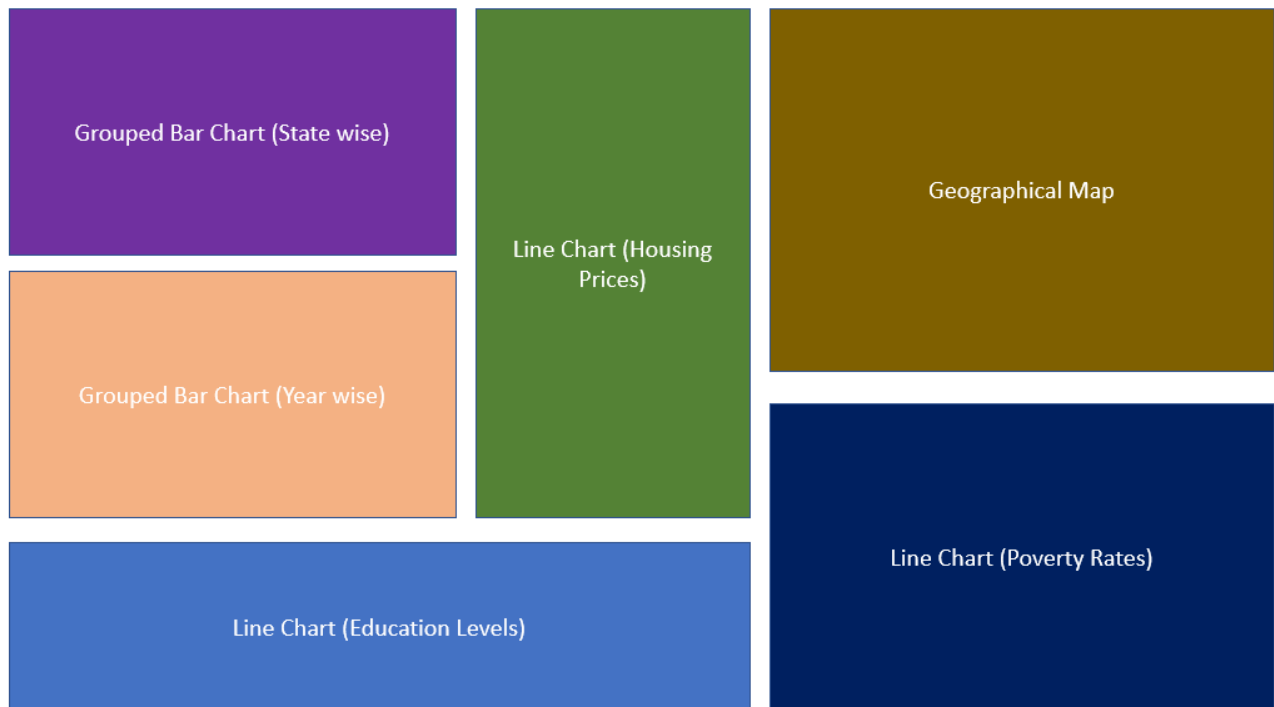 Grouped Bar Chart (State wise)
Grouped Bar Chart (Year wise)
Line Chart (Housing
Prices)
Geographical Map
Line Chart (Poverty Rates)
Line Chart (Education Levels)